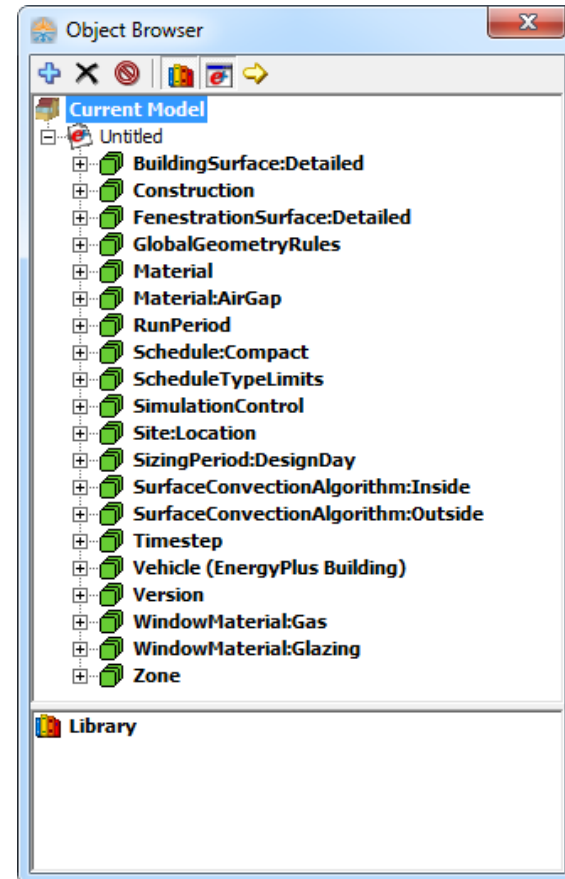 Object Browser
Current Model
Untitled
BuildingSurface:Detailed
Construction
FenestrationSurface:Detailed
GlobalGeometryRules
Material
Material:AirGap
RunPeriod
Schedule:Compact
ScheduleTypeLimits
SimulationControl
Site:Location
SizingPeriod:DesignDay
SurfaceConvectionAlgorithm:Inside
SurfaceConvectionAlgorithm:Outside
Timestep
Vehicle (EnergyPlus Building)
Version
WindowMaterial:Gas
WindowMaterial:Glazing
Zone
Library